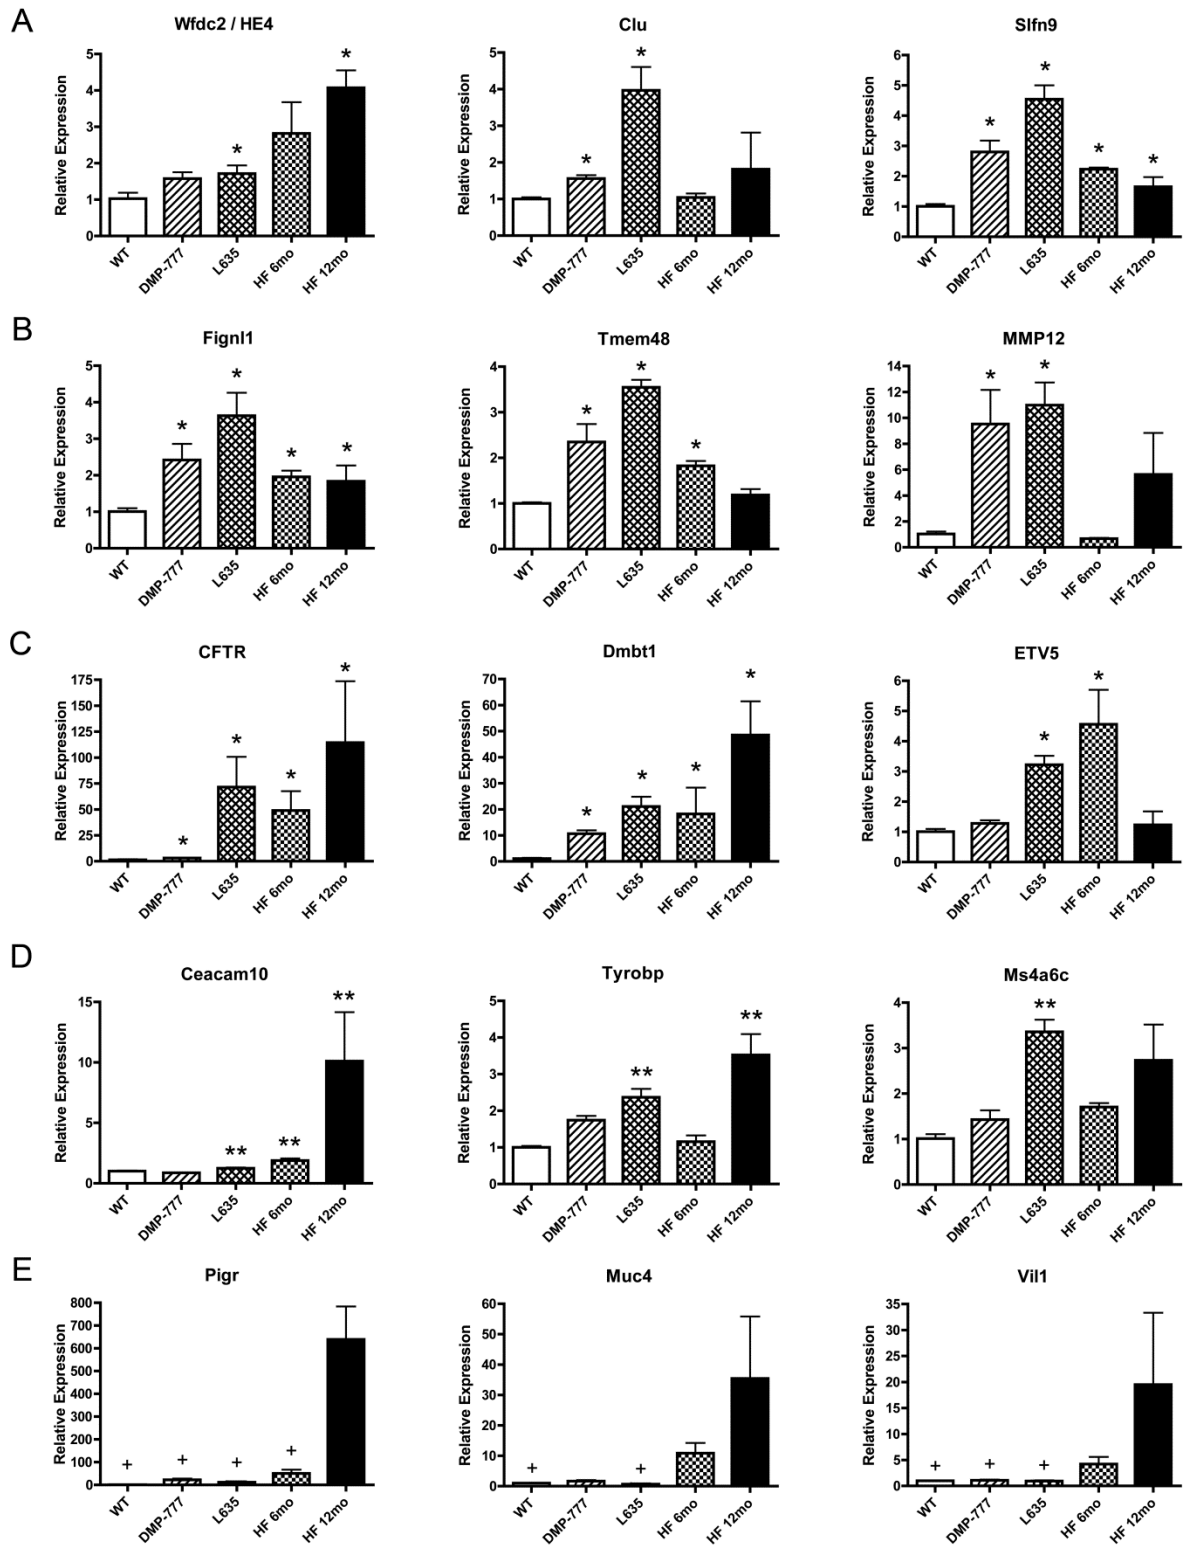 A
Wfdc2 / HE4
Clu
Slfn9
Relative Expression
5
4
3
2
1
0
* *
WT
DMP-777
L635
HF 6mo
HF 12mo
Relative Expression
5
4
3
2
1
0
* *
WT
DMP-777
L635
HF 6mo
HF 12mo
Relative Expression
6
5
4
3
2
1
0
* * * *
WT
DMP-777
L635
HF 6mo
HF 12mo
B
Fignl1
Tmem48
MMP12
Relative Expression
5
4
3
2
1
0
* * * *
WT
DMP-777
L635
HF 6mo
HF 12mo
Relative Expression
4
3
2
1
0
* * *
WT
DMP-777
L635
HF 6mo
HF 12mo
Relative Expression
14
12
10
8
6
4
2
0
* *
WT
DMP-777
L635
HF 6mo
HF 12mo
C
CFTR
Dmbt1
ETV5
Relative Expression
175
150
125
100
75
50
25
0
* * * *
WT
DMP-777
L635
HF 6mo
HF 12mo
Relative Expression
70
60
50
40
30
20
10
0
* * * *
WT
DMP-777
L635
HF 6mo
HF 12mo
Relative Expression
6
5
4
3
2
1
0
* *
WT
DMP-777
L635
HF 6mo
HF 12mo
D
Ceacam10
Tyrobp
Ms4a6c
Relative Expression
15
10
5
0
** ** **
WT
DMP-777
L635
HF 6mo
HF 12mo
Relative Expression
5
4
3
2
1
0
** **
WT
DMP-777
L635
HF 6mo
HF 12mo
Relative Expression
4
3
2
1
0
**
WT
DMP-777
L635
HF 6mo
HF 12mo
E
Pigr
Muc4
Vil1
Relative Expression
800
700
600
500
400
300
200
100
0
+ + + +
WT
DMP-777
L635
HF 6mo
HF 12mo
Relative Expression
60
50
40
30
20
10
0
+ +
WT
DMP-777
L635
HF 6mo
HF 12mo
Relative Expression
35
30
25
20
15
10
5
0
+ + +
WT
DMP-777
L635
HF 6mo
HF 12mo